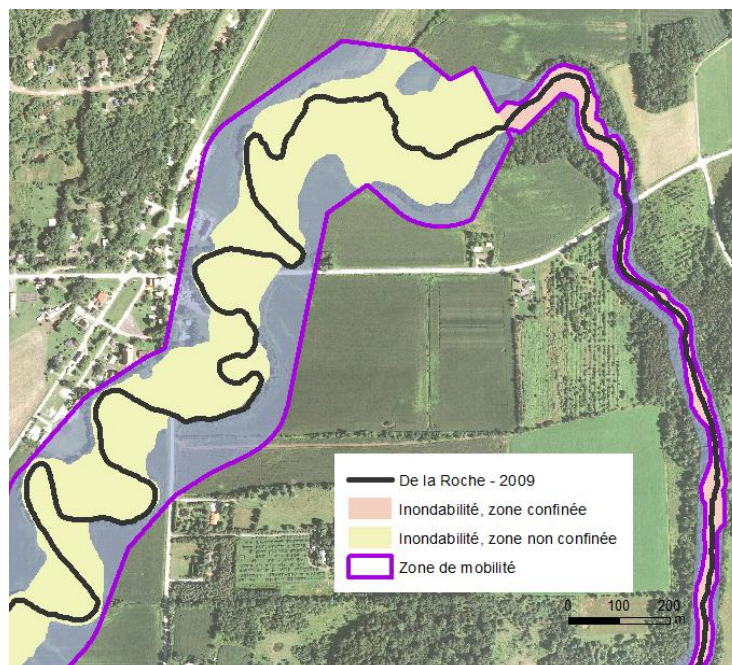 De la Roche - 2009
Inondabilité, zone confinée
Inondabilité, zone non confinée
Zone de mobilité
0 100 200
m